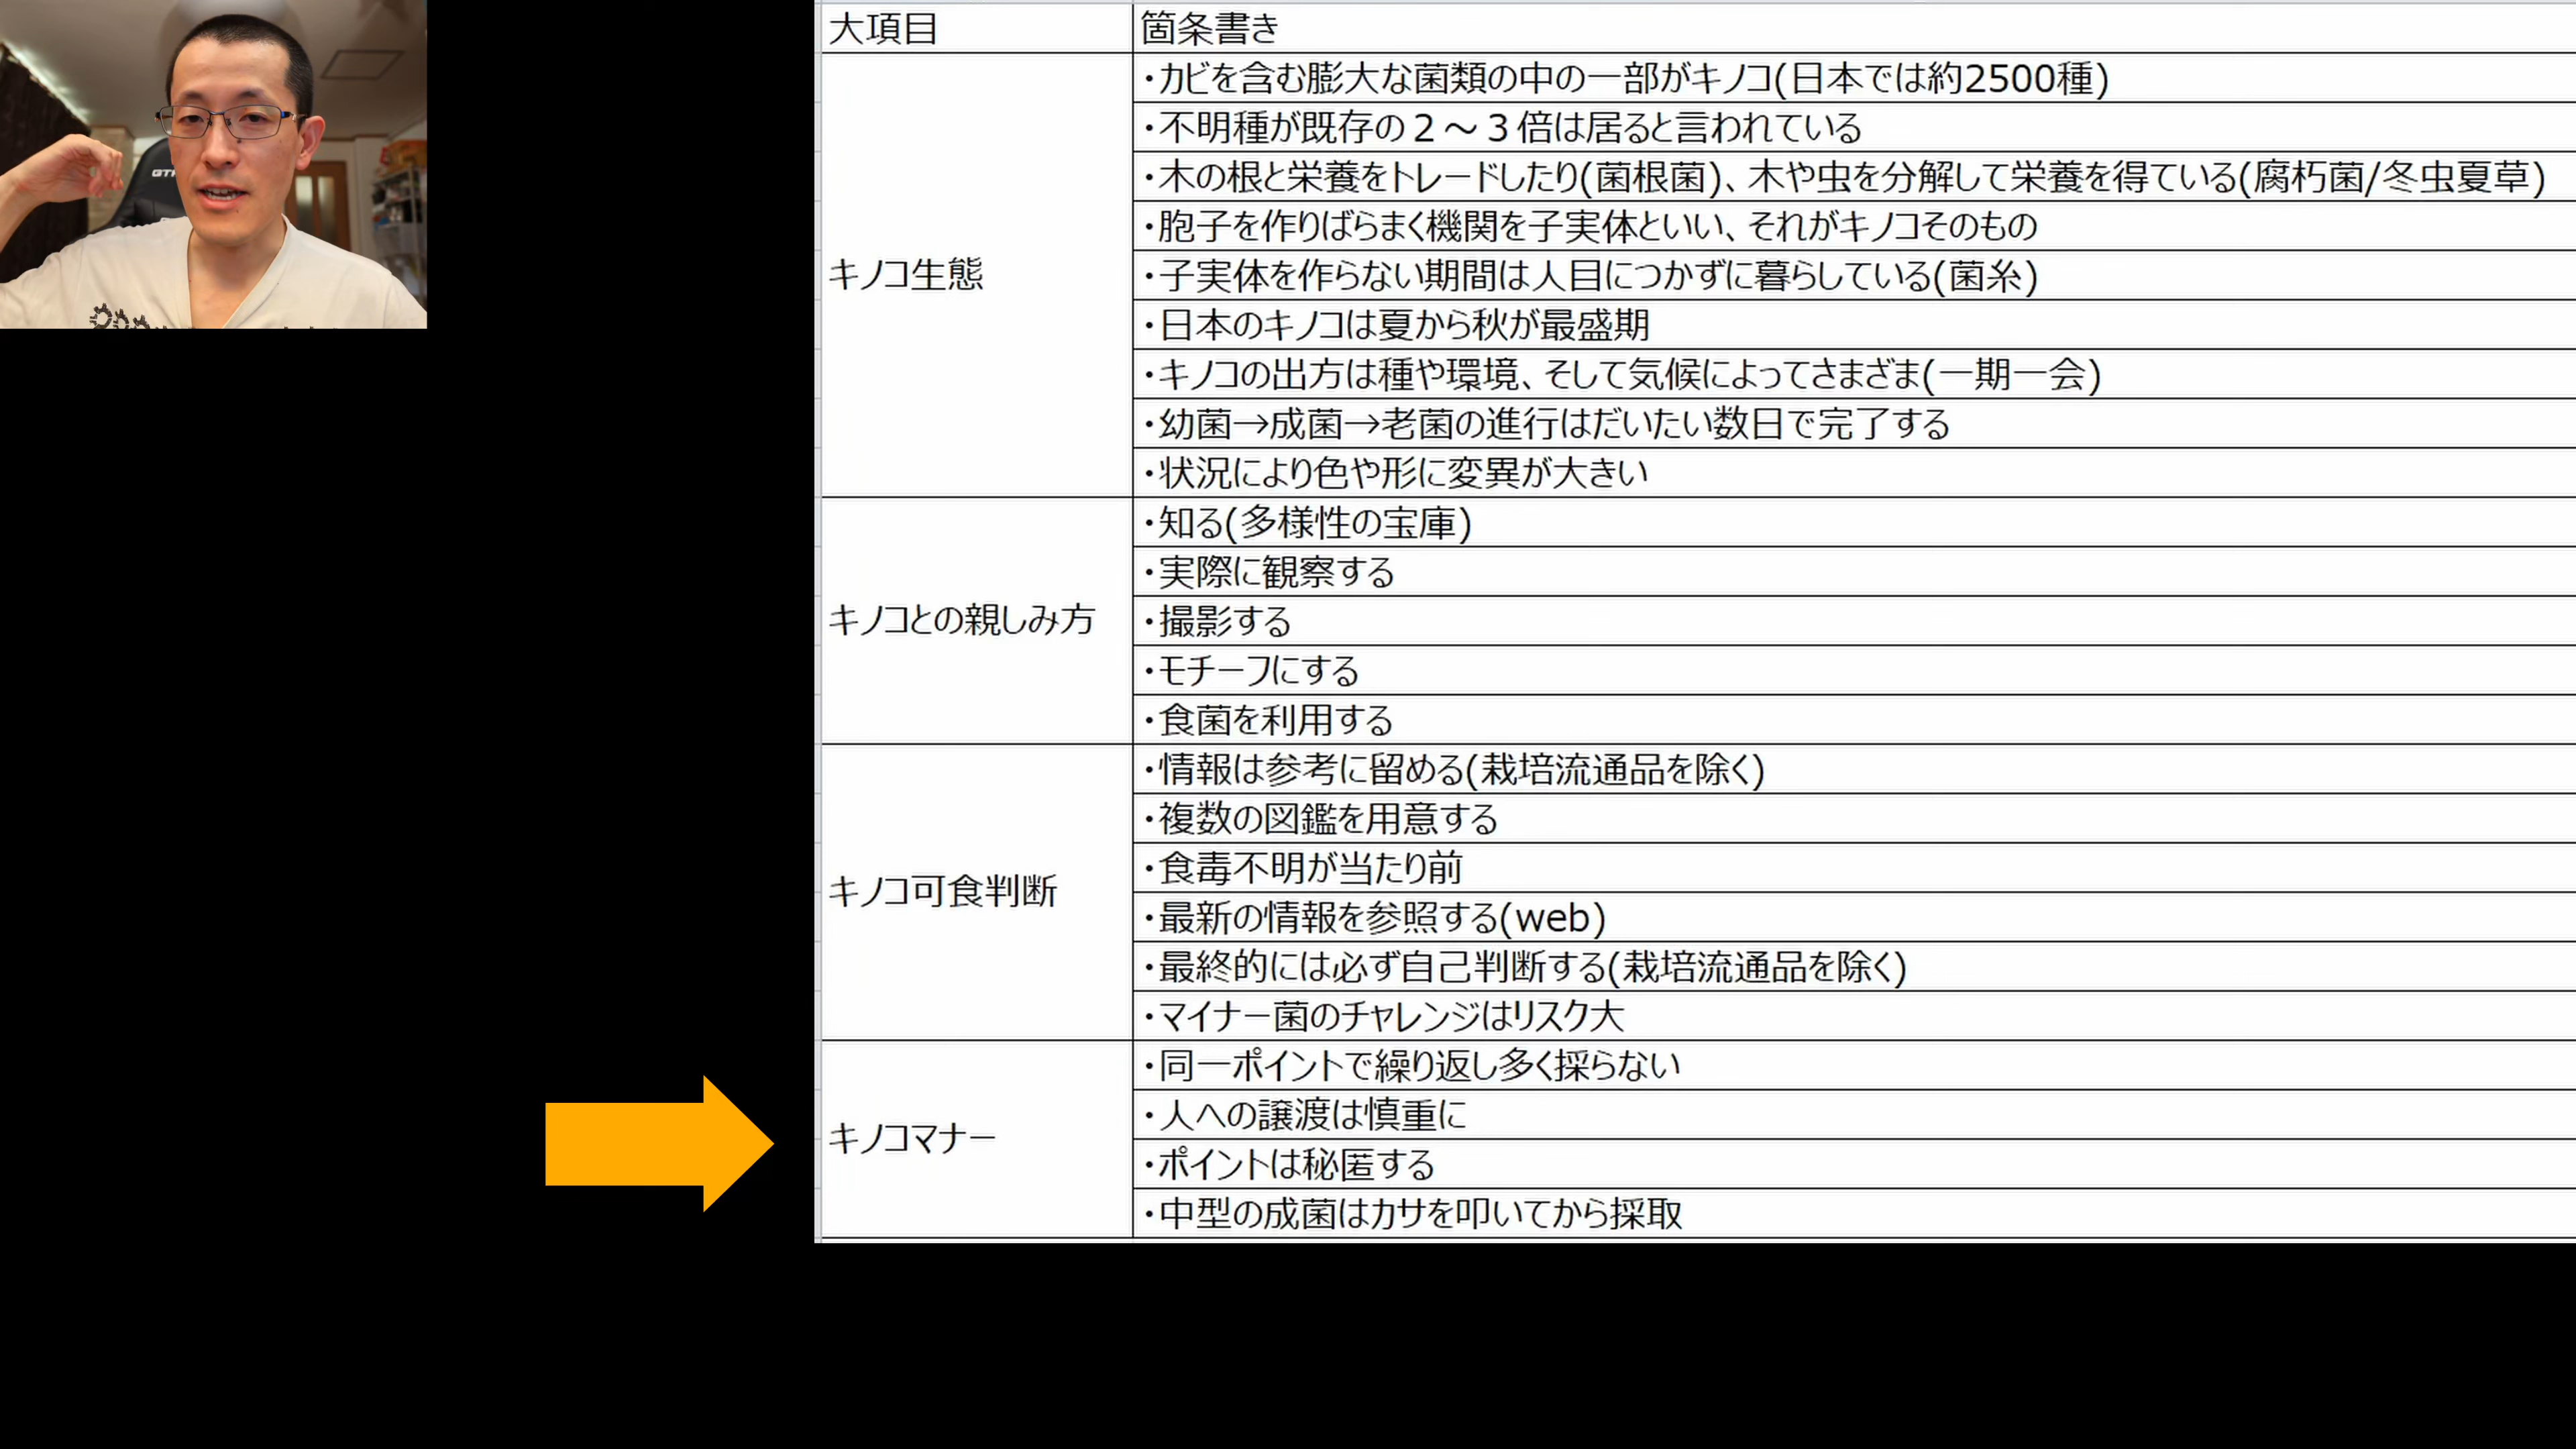 大項目
箇条書き
キノコ生態
・カビを含む膨大な菌類の中の一部がキノコ(日本では約2500種)
・不明種が既存の２～３倍は居ると言われている
・木の根と栄養をトレードしたり(菌根菌)、木や虫を分解して栄養を得ている(腐朽菌/冬虫夏草)
・胞子を作りばらまく機関を子実体といい、それがキノコそのもの
・子実体を作らない期間は人目につかずに暮らしている(菌糸)
・日本のキノコは夏から秋が最盛期
・キノコの出方は種や環境、そして気候によってさまざま(一期一会)
・幼菌→成菌→老菌の進行はだいたい数日で完了する
・状況により色や形に変異が大きい
キノコとの親しみ方
・知る(多様性の宝庫)
・実際に観察する
・撮影する
・モチーフにする
・食菌を利用する
キノコ可食判断
・情報は参考に留める(栽培流通品を除く)
・複数の図鑑を用意する
・食毒不明が当たり前
・最新の情報を参照する(web)
・最終的には必ず自己判断する(栽培流通品を除く)
・マイナー菌のチャレンジはリスク大
キノコマナー
・同一ポイントで繰り返し多く採らない
・人への譲渡は慎重に
・ポイントは秘匿する
・中型の成菌はカサを叩いてから採取